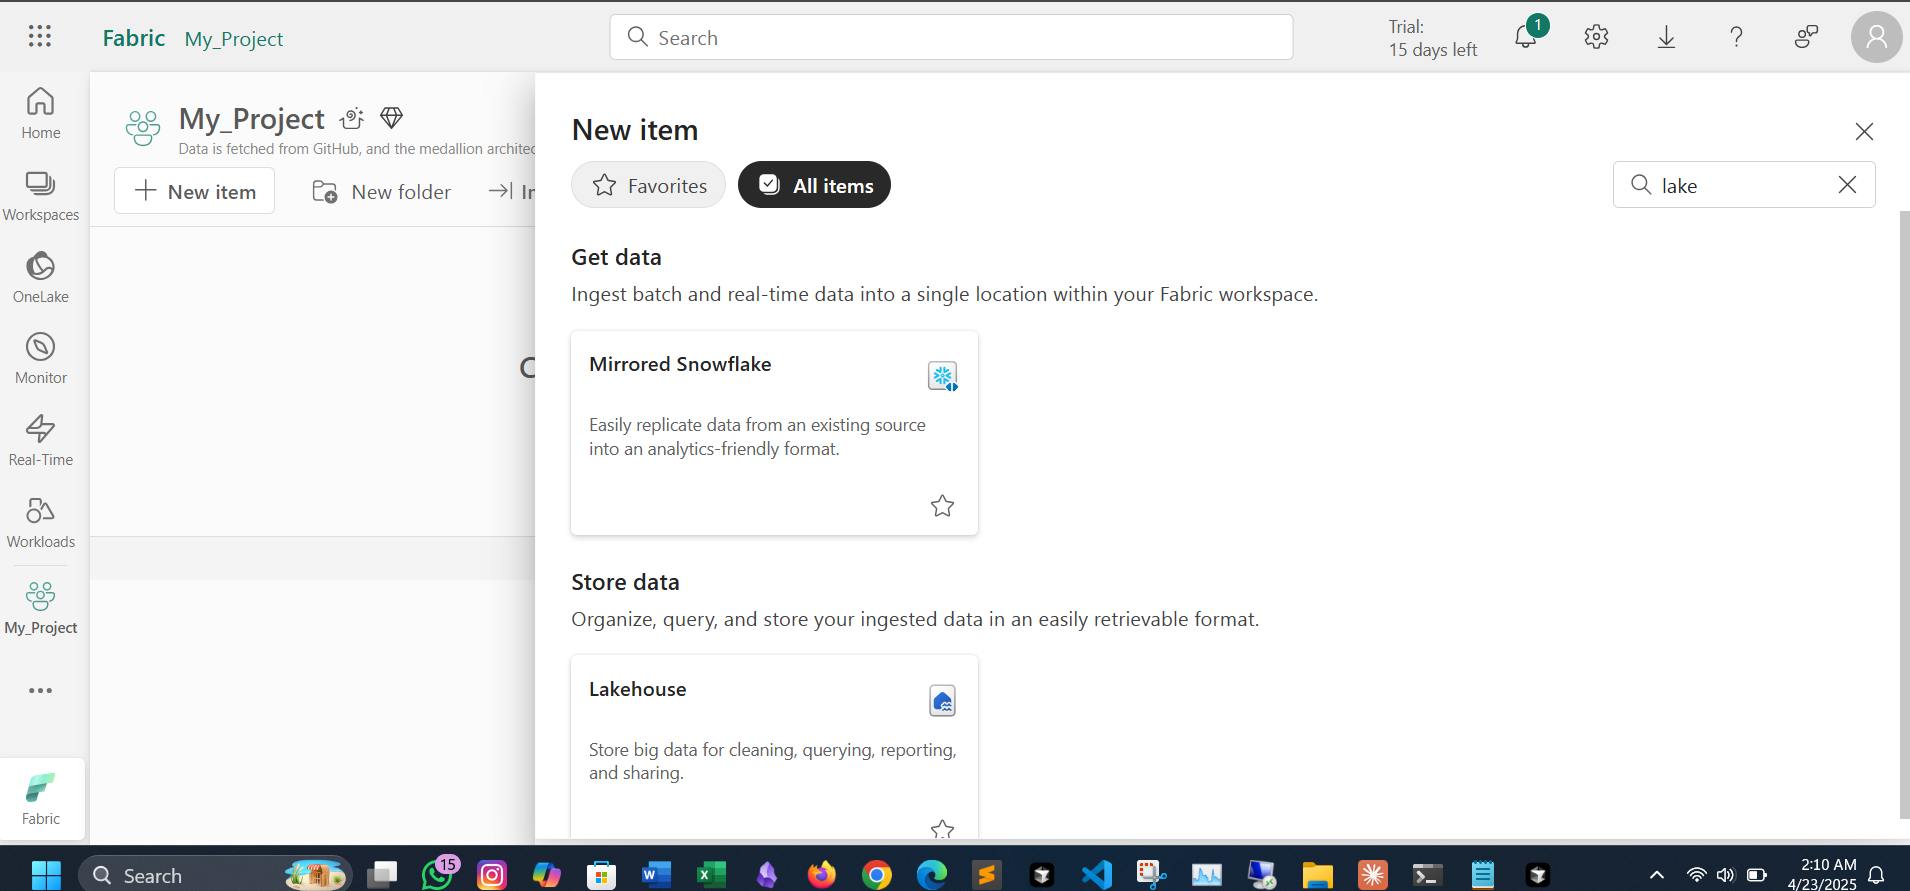 Fabric My_Project
Search
Trial:
15 days left
1
Home
Workspaces
OneLake
Monitor
Real-Time
Workloads
My_Project
Fabric
My_Project
Data is fetched from GitHub, and the medallion architec
New item
New folder
New item
Favorites
All items
lake
Get data
Ingest batch and real-time data into a single location within your Fabric workspace.
Mirrored Snowflake
Easily replicate data from an existing source
into an analytics-friendly format.
Store data
Organize, query, and store your ingested data in an easily retrievable format.
Lakehouse
Store big data for cleaning, querying, reporting,
and sharing.
Search
15
2:10 AM
4/23/2025